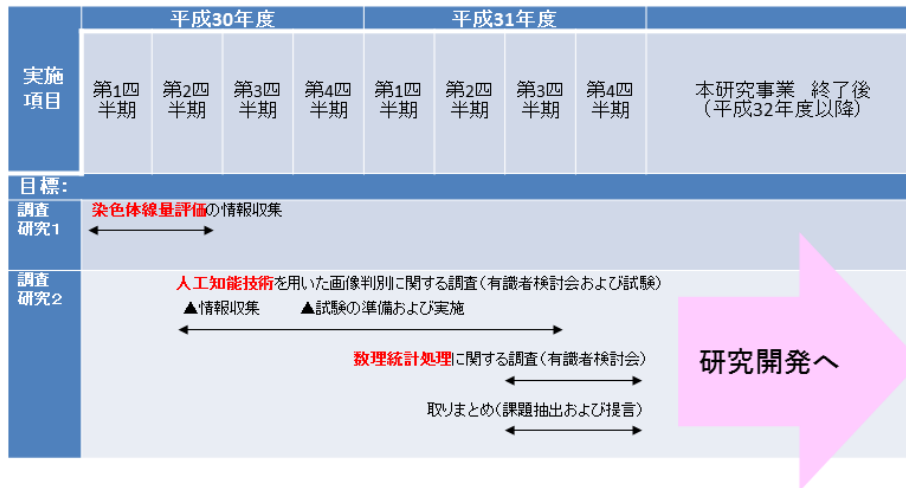 平成30年度
平成31年度
実施
項目
第1四
半期
第2四
半期
第3四
半期
第4四
半期
第1四
半期
第2四
半期
第3四
半期
第4四
半期
本研究事業 終了後
(平成32年度以降)
目標:
調査
研究1
染色体線量評価の情報収集
調査
研究2
人工知能技術を用いた画像判別に関する調査(有識者検討会および試験)
▲情報収集
▲試験の準備および実施
数理統計処理に関する調査(有識者検討会)
取りまとめ(課題抽出および提言)
研究開発へ